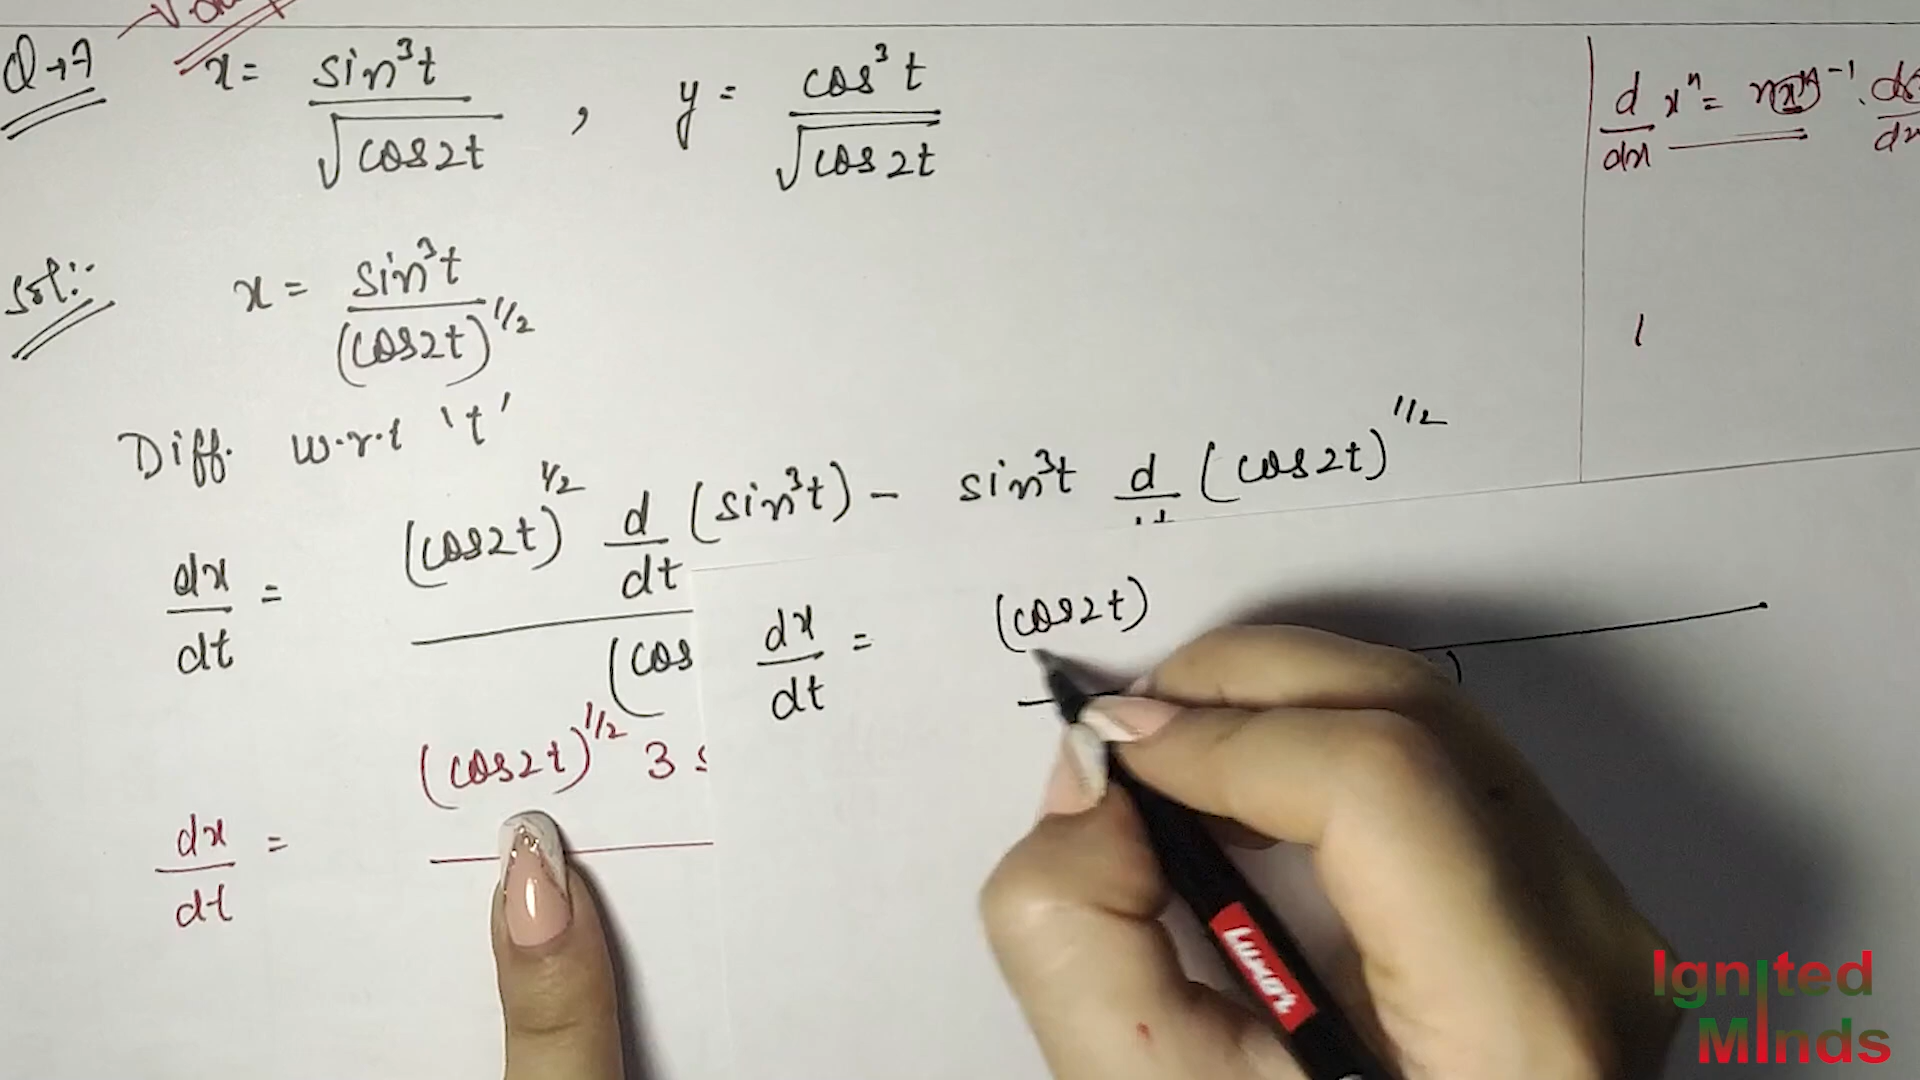 Q→7 x = sin³t / √cos2t , y = cos³t / √cos2t
d/dx xⁿ = nxⁿ⁻¹ .
Sol:- x = sin³t / (cos2t)^1/2
1
Diff. w.r.t 't'
dx/dt = (cos2t)^1/2 d/dt (sin³t) - sin³t d/dt (cos2t)^1/2
(cos
dx/dt = (cos2t)
dx/dt = (cos2t)^1/2 3 s
Luxor
Ignited
Minds